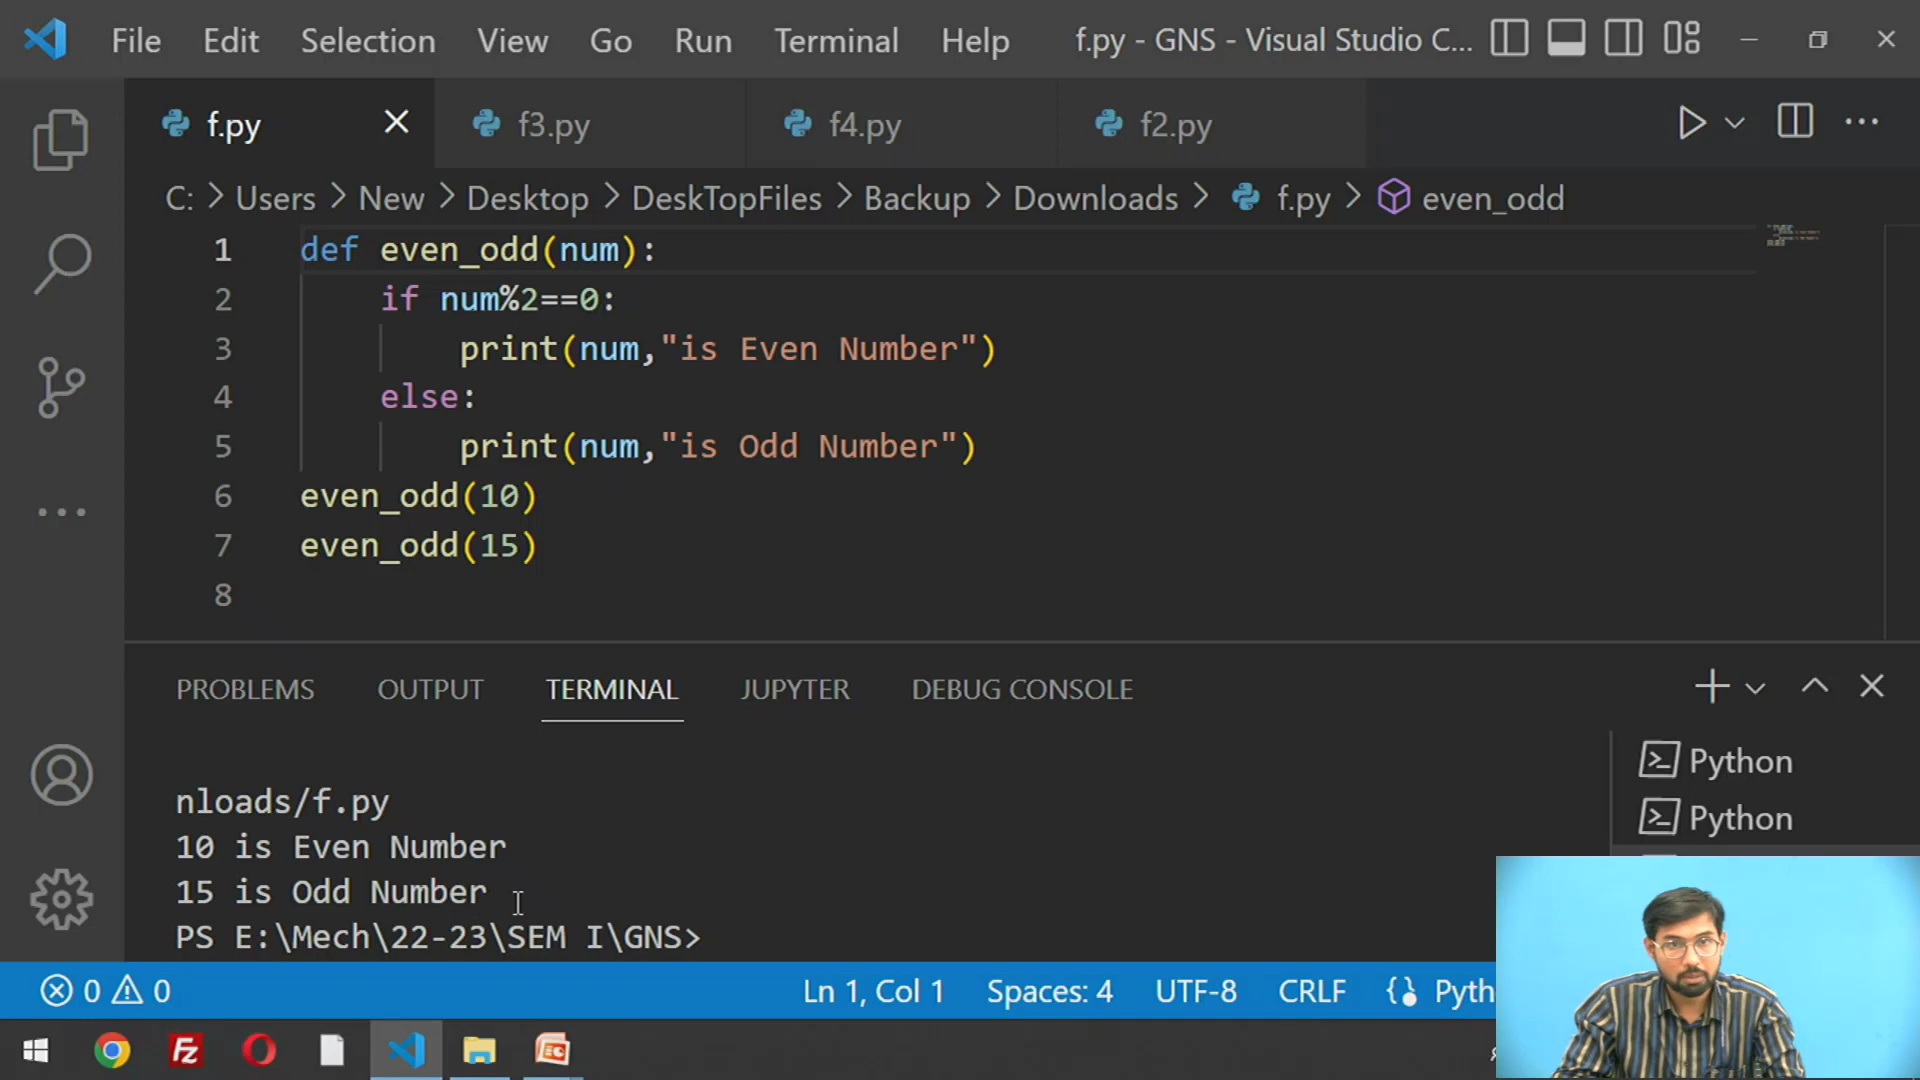 File Edit Selection View Go Run Terminal Help f.py - GNS - Visual Studio C...
f.py f3.py f4.py f2.py
C: > Users > New > Desktop > DeskTopFiles > Backup > Downloads > f.py > even_odd
1 def even_odd(num):
2 if num%2==0:
3 print(num,"is Even Number")
4 else:
5 print(num,"is Odd Number")
6 even_odd(10)
7 even_odd(15)
8
PROBLEMS OUTPUT TERMINAL JUPYTER DEBUG CONSOLE
Python
Python
nloads/f.py
10 is Even Number
15 is Odd Number
PS E:\Mech\22-23\SEM I\GNS>
0 0 Ln 1, Col 1 Spaces: 4 UTF-8 CRLF Pyth